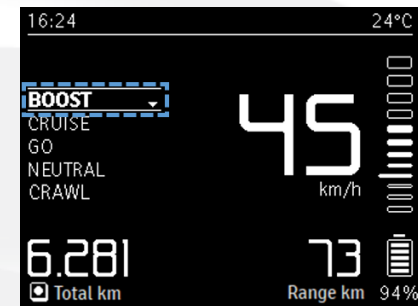 16:24 24°C
BOOST
CRUISE
GO
NEUTRAL
CRAWL
45
km/h
6.281 73
Total km Range km 94%